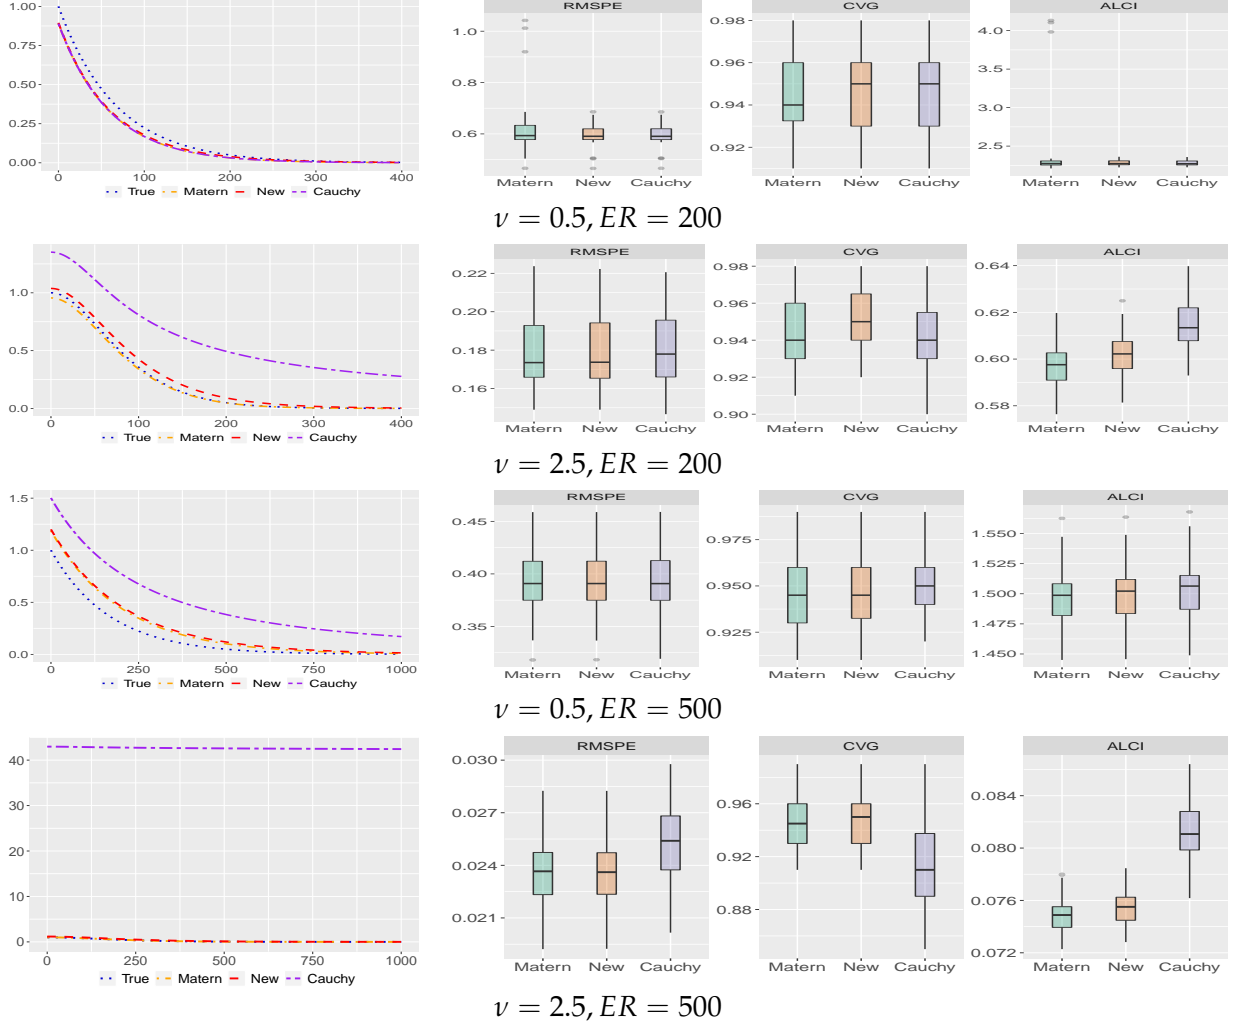 RMSPE CVG ALCI
1.00
0.75
0.50
0.25
0.00
0 100 200 300 400
True Matern New Cauchy
1.0
0.8
0.6
Matern New Cauchy
0.98
0.96
0.94
0.92
Matern New Cauchy
4.0
3.5
3.0
2.5
Matern New Cauchy
ν = 0.5, ER = 200
RMSPE CVG ALCI
1.0
0.5
0.0
0 100 200 300 400
True Matern New Cauchy
0.22
0.20
0.18
0.16
Matern New Cauchy
0.98
0.96
0.94
0.92
0.90
Matern New Cauchy
0.64
0.62
0.60
0.58
Matern New Cauchy
ν = 2.5, ER = 200
RMSPE CVG ALCI
1.5
1.0
0.5
0.0
0 250 500 750 1000
True Matern New Cauchy
0.45
0.40
0.35
Matern New Cauchy
0.975
0.950
0.925
Matern New Cauchy
1.550
1.525
1.500
1.475
1.450
Matern New Cauchy
ν = 0.5, ER = 500
RMSPE CVG ALCI
40
30
20
10
0
0 250 500 750 1000
True Matern New Cauchy
0.030
0.027
0.024
0.021
Matern New Cauchy
0.96
0.92
0.88
Matern New Cauchy
0.084
0.080
0.076
0.072
Matern New Cauchy
ν = 2.5, ER = 500